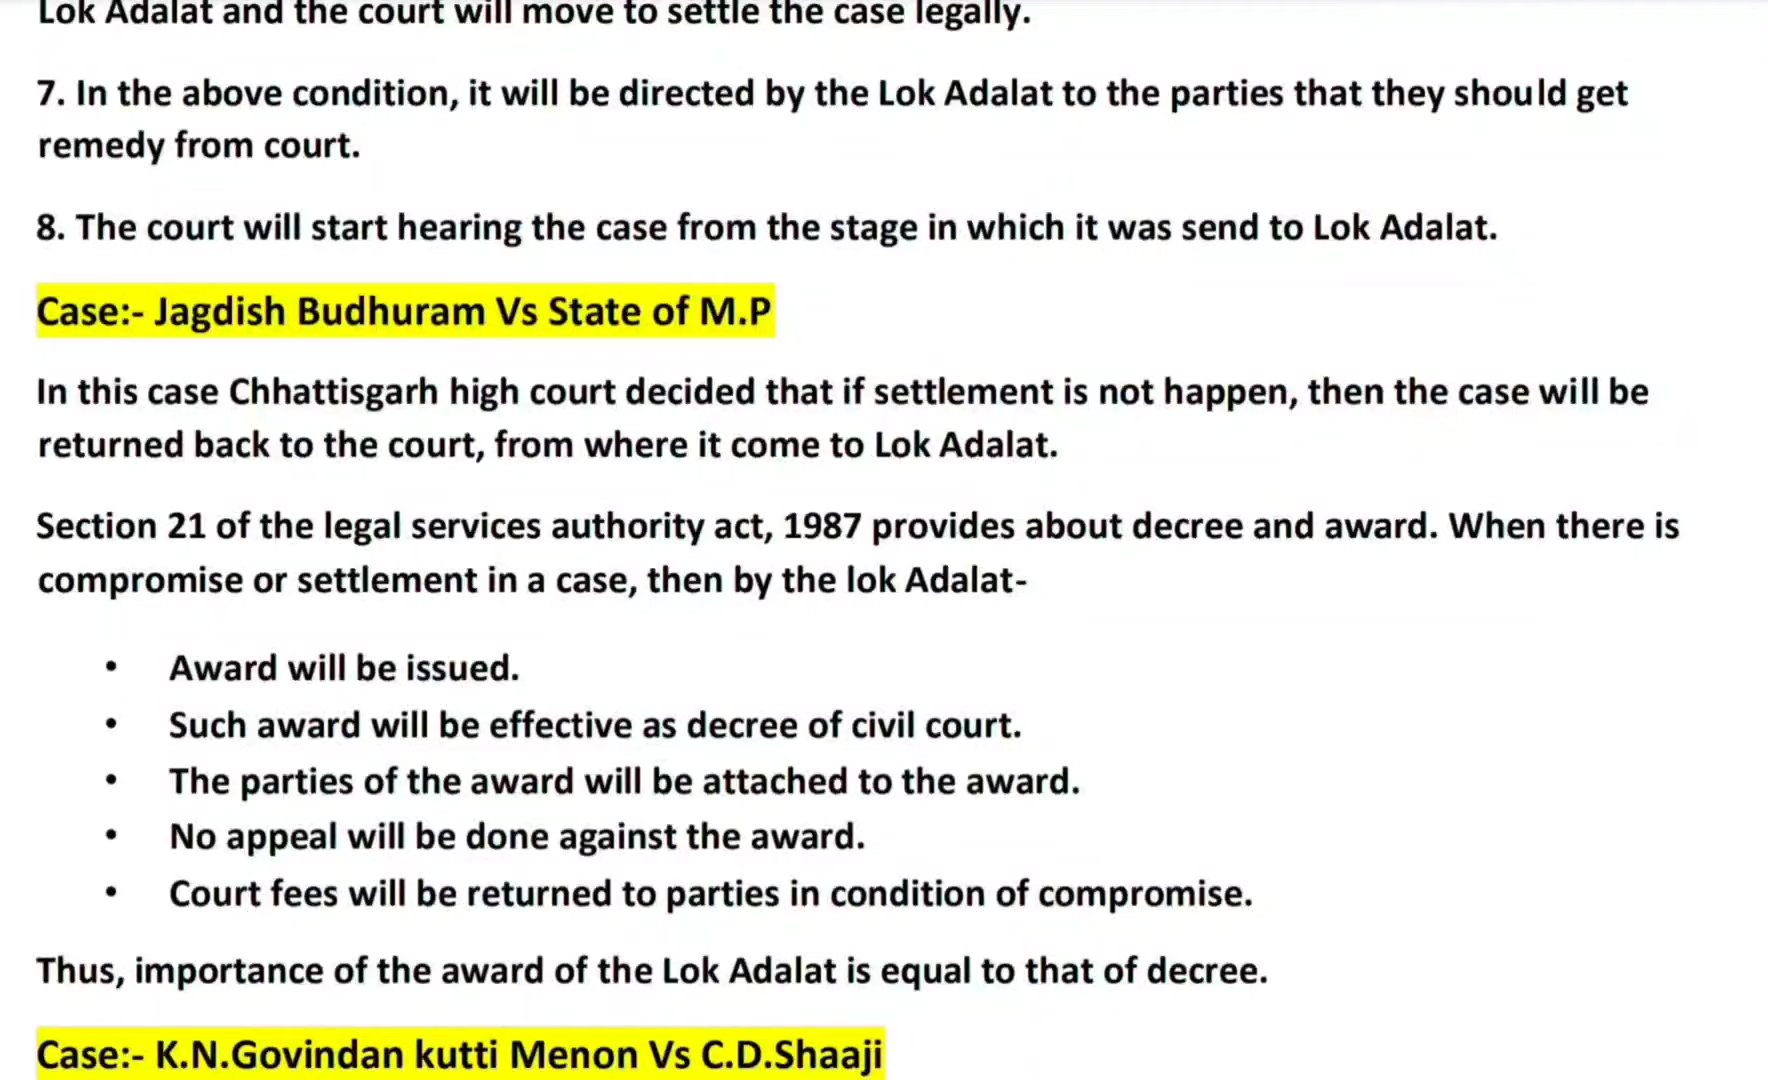 Lok Adalat and the court will move to settle the case legally.
7. In the above condition, it will be directed by the Lok Adalat to the parties that they should get
remedy from court.
8. The court will start hearing the case from the stage in which it was send to Lok Adalat.
Case:- Jagdish Budhuram Vs State of M.P
In this case Chhattisgarh high court decided that if settlement is not happen, then the case will be
returned back to the court, from where it come to Lok Adalat.
Section 21 of the legal services authority act, 1987 provides about decree and award. When there is
compromise or settlement in a case, then by the lok Adalat-
• Award will be issued.
• Such award will be effective as decree of civil court.
• The parties of the award will be attached to the award.
• No appeal will be done against the award.
• Court fees will be returned to parties in condition of compromise.
Thus, importance of the award of the Lok Adalat is equal to that of decree.
Case:- K.N.Govindan kutti Menon Vs C.D.Shaaji